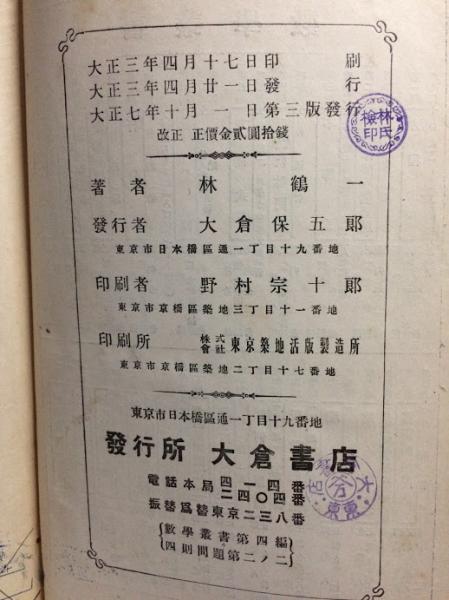 大正三年四月十七日印刷
大正三年四月廿一日發行
大正七年十月一日第三版發行
改正 正價金貳圓拾錢
林氏檢印
著者 林鶴一
發行者 大倉保五郎
東京市日本橋區通一丁目十九番地
印刷者 野村宗十郎
東京市京橋區築地三丁目十一番地
印刷所 株式會社 東京築地活版製造所
東京市京橋區築地二丁目十七番地
東京市日本橋區通一丁目十九番地
發行所 大倉書店
電話本局 四一四番
二四〇四番
振替爲替東京二三八番
數學叢書第四編
四則問題第二ノ二